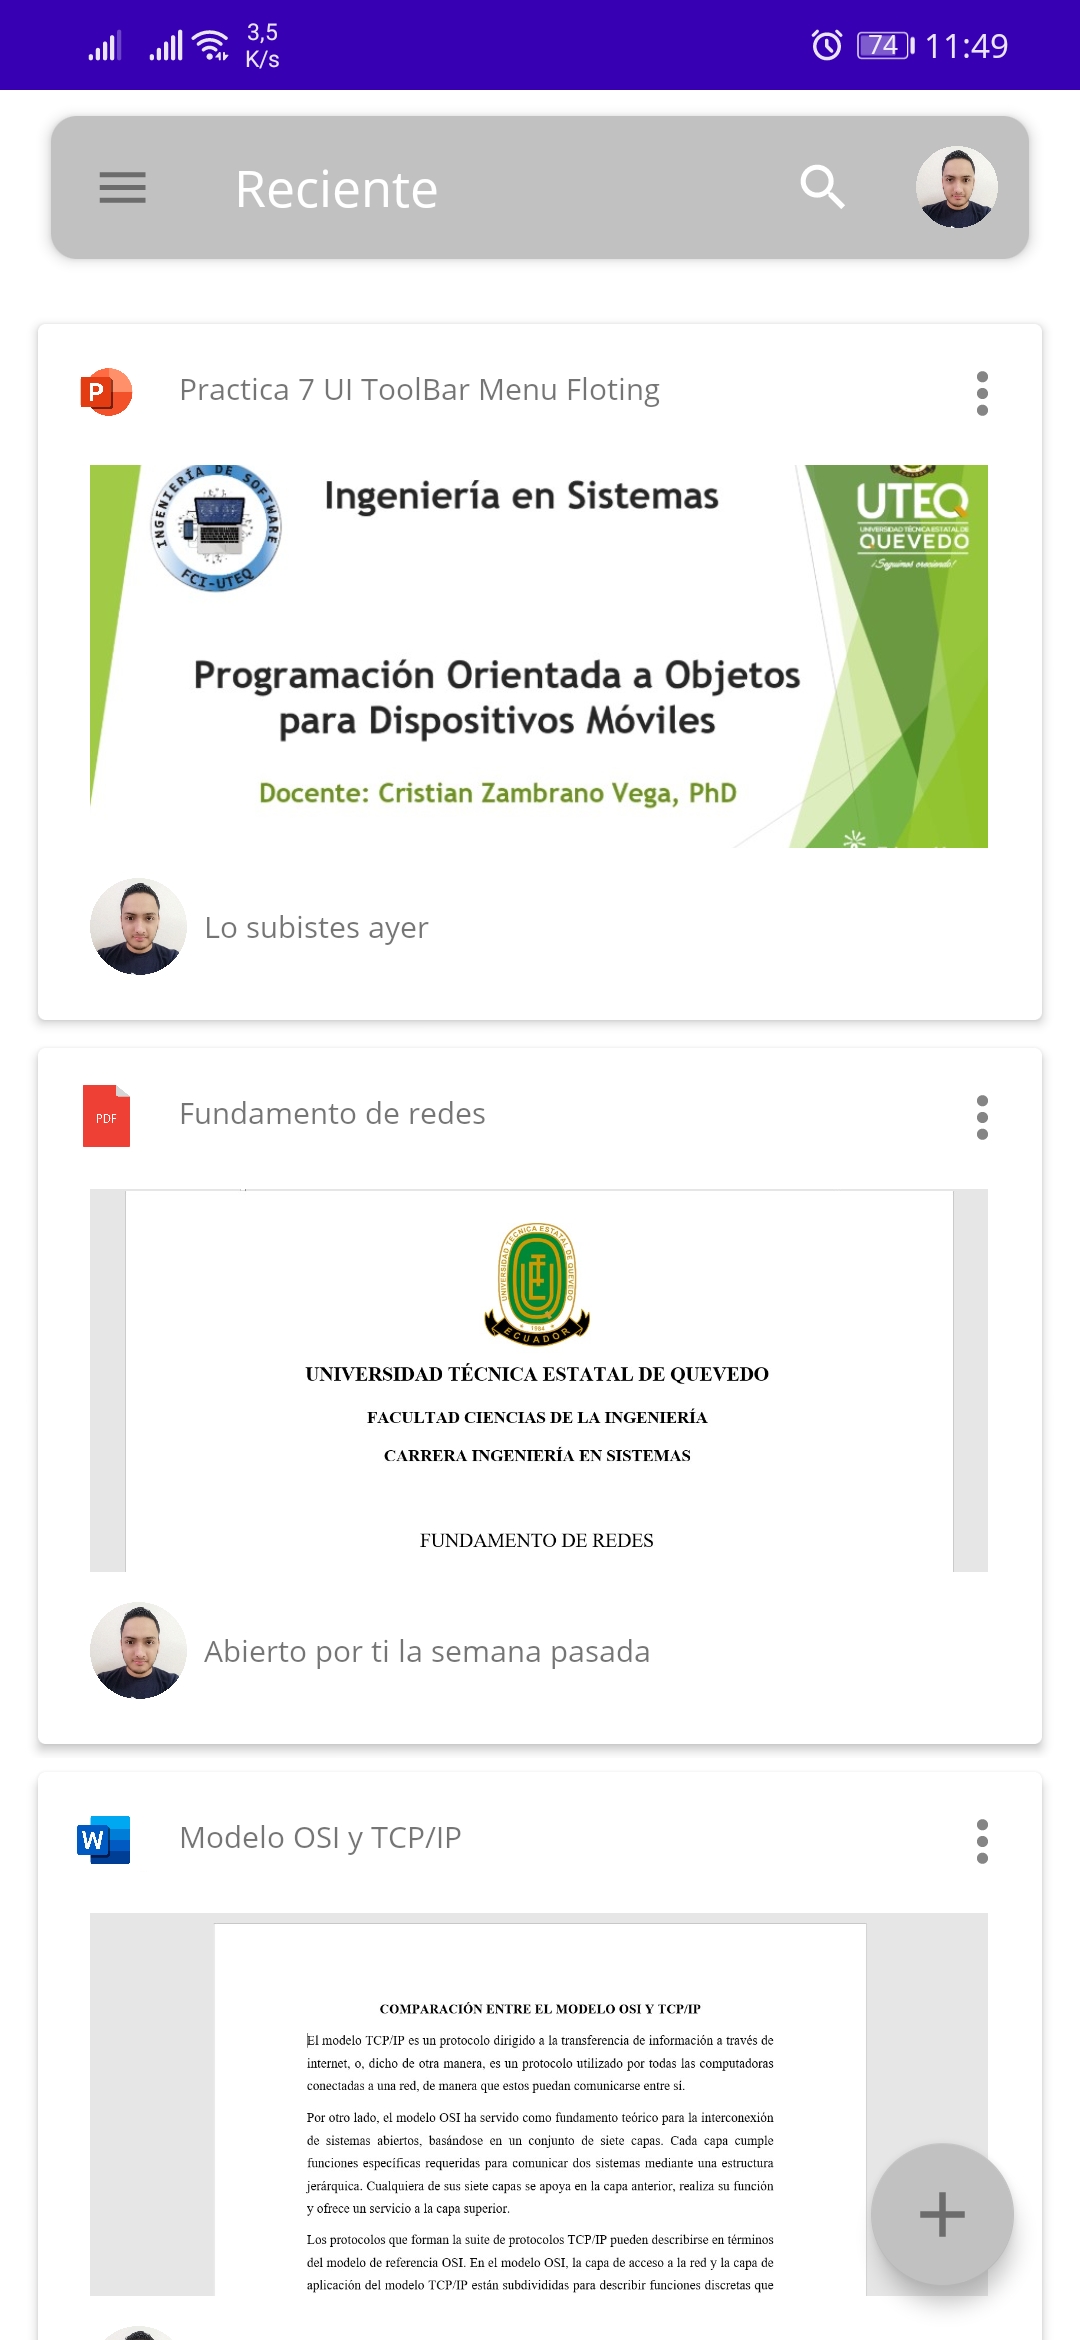 3,5
K/s
74
11:49
Reciente
P
Practica 7 UI ToolBar Menu Floting
INGENIERÍA DE SOFTWARE
FCI-UTEQ
Ingeniería en Sistemas
UTEQ
UNIVERSIDAD TÉCNICA ESTATAL DE
QUEVEDO
¡Seguimos creciendo!
Programación Orientada a Objetos
para Dispositivos Móviles
Docente: Cristian Zambrano Vega, PhD
Lo subistes ayer
PDF
Fundamento de redes
UNIVERSIDAD TÉCNICA ESTATAL DE QUEVEDO
1984
ECUADOR
UNIVERSIDAD TÉCNICA ESTATAL DE QUEVEDO
FACULTAD CIENCIAS DE LA INGENIERÍA
CARRERA INGENIERÍA EN SISTEMAS
FUNDAMENTO DE REDES
Abierto por ti la semana pasada
W
Modelo OSI y TCP/IP
COMPARACIÓN ENTRE EL MODELO OSI Y TCP/IP
El modelo TCP/IP es un protocolo dirigido a la transferencia de información a través de
internet, o, dicho de otra manera, es un protocolo utilizado por todas las computadoras
conectadas a una red, de manera que estos puedan comunicarse entre sí.
Por otro lado, el modelo OSI ha servido como fundamento teórico para la interconexión
de sistemas abiertos, basándose en un conjunto de siete capas. Cada capa cumple
funciones específicas requeridas para comunicar dos sistemas mediante una estructura
jerárquica. Cualquiera de sus siete capas se apoya en la capa anterior, realiza su función
y ofrece un servicio a la capa superior.
Los protocolos que forman la suite de protocolos TCP/IP pueden describirse en términos
del modelo de referencia OSI. En el modelo OSI, la capa de acceso a la red y la capa de
aplicación del modelo TCP/IP están subdivididas para describir funciones discretas que